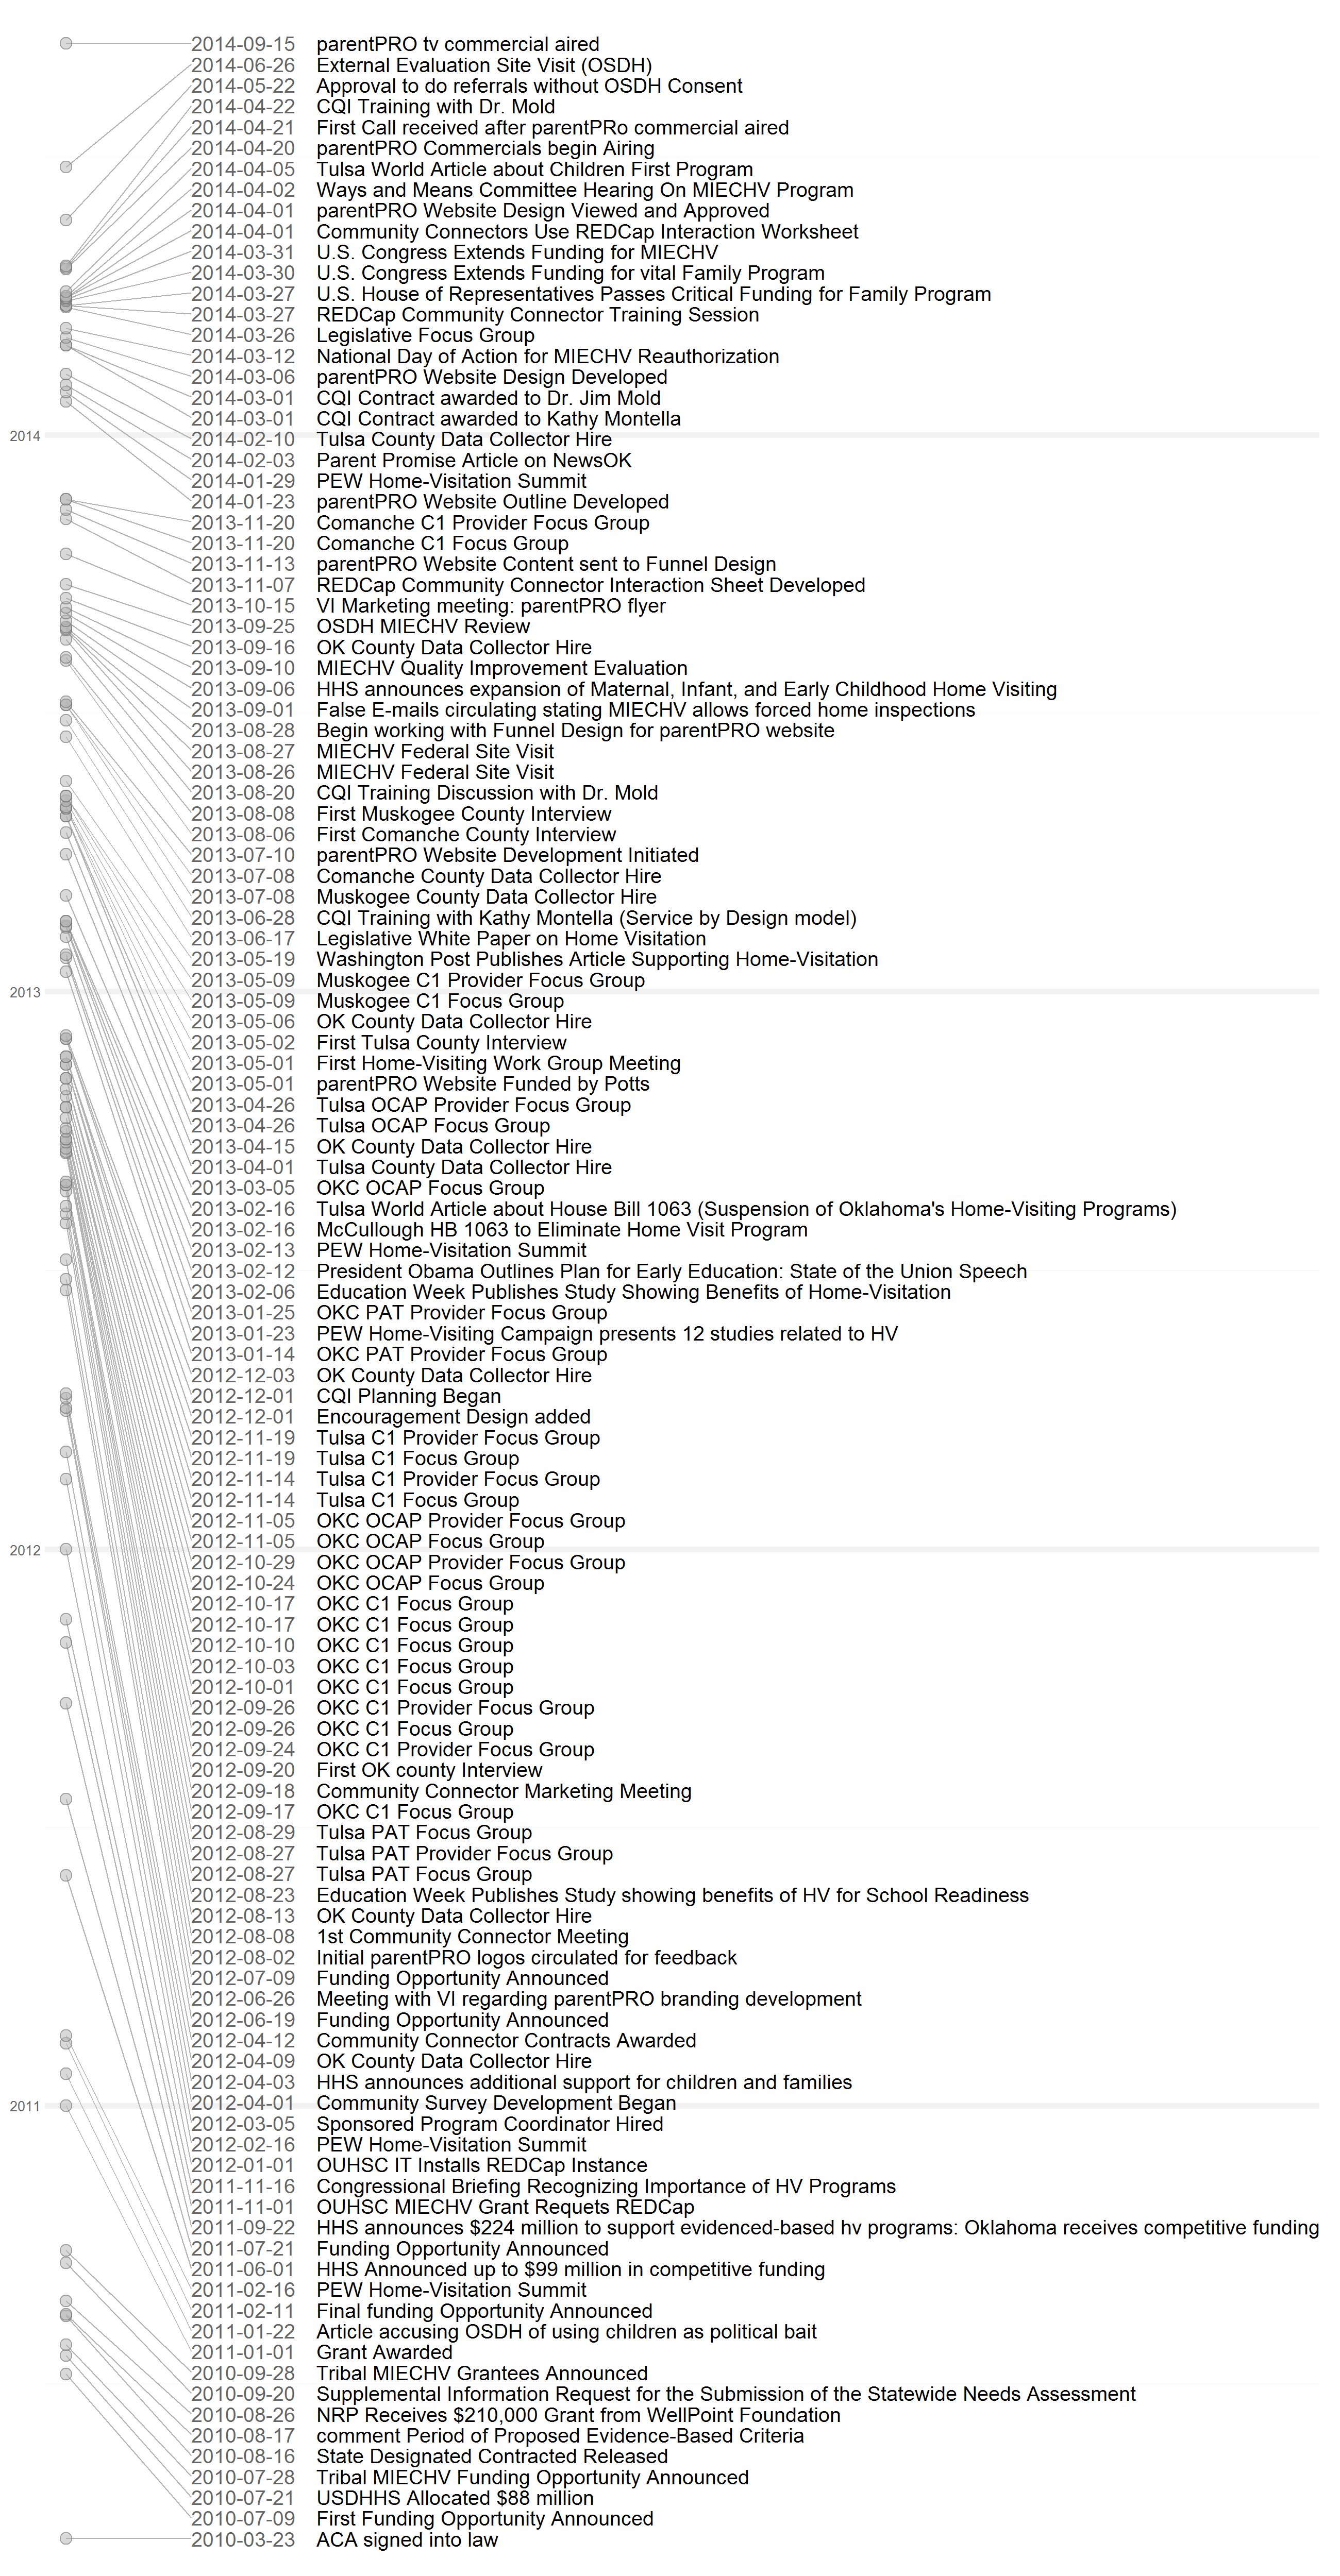 2014-09-15 parentPRO tv commercial aired
2014-06-26 External Evaluation Site Visit (OSDH)
2014-05-22 Approval to do referrals without OSDH Consent
2014-04-22 CQI Training with Dr. Mold
2014-04-21 First Call received after parentPRo commercial aired
2014-04-20 parentPRO Commercials begin Airing
2014-04-05 Tulsa World Article about Children First Program
2014-04-02 Ways and Means Committee Hearing On MIECHV Program
2014-04-01 parentPRO Website Design Viewed and Approved
2014-04-01 Community Connectors Use REDCap Interaction Worksheet
2014-03-31 U.S. Congress Extends Funding for MIECHV
2014-03-30 U.S. Congress Extends Funding for vital Family Program
2014-03-27 U.S. House of Representatives Passes Critical Funding for Family Program
2014-03-27 REDCap Community Connector Training Session
2014-03-26 Legislative Focus Group
2014-03-12 National Day of Action for MIECHV Reauthorization
2014-03-06 parentPRO Website Design Developed
2014-03-01 CQI Contract awarded to Dr. Jim Mold
2014-03-01 CQI Contract awarded to Kathy Montella
2014
2014-02-10 Tulsa County Data Collector Hire
2014-02-03 Parent Promise Article on NewsOK
2014-01-29 PEW Home-Visitation Summit
2014-01-23 parentPRO Website Outline Developed
2013-11-20 Comanche C1 Provider Focus Group
2013-11-20 Comanche C1 Focus Group
2013-11-13 parentPRO Website Content sent to Funnel Design
2013-11-07 REDCap Community Connector Interaction Sheet Developed
2013-10-15 VI Marketing meeting: parentPRO flyer
2013-09-25 OSDH MIECHV Review
2013-09-16 OK County Data Collector Hire
2013-09-10 MIECHV Quality Improvement Evaluation
2013-09-06 HHS announces expansion of Maternal, Infant, and Early Childhood Home Visiting
2013-09-01 False E-mails circulating stating MIECHV allows forced home inspections
2013-08-28 Begin working with Funnel Design for parentPRO website
2013-08-27 MIECHV Federal Site Visit
2013-08-26 MIECHV Federal Site Visit
2013-08-20 CQI Training Discussion with Dr. Mold
2013-08-08 First Muskogee County Interview
2013-08-06 First Comanche County Interview
2013-07-10 parentPRO Website Development Initiated
2013-07-08 Comanche County Data Collector Hire
2013-07-08 Muskogee County Data Collector Hire
2013-06-28 CQI Training with Kathy Montella (Service by Design model)
2013-06-17 Legislative White Paper on Home Visitation
2013-05-19 Washington Post Publishes Article Supporting Home-Visitation
2013-05-09 Muskogee C1 Provider Focus Group
2013
2013-05-09 Muskogee C1 Focus Group
2013-05-06 OK County Data Collector Hire
2013-05-02 First Tulsa County Interview
2013-05-01 First Home-Visiting Work Group Meeting
2013-05-01 parentPRO Website Funded by Potts
2013-04-26 Tulsa OCAP Provider Focus Group
2013-04-26 Tulsa OCAP Focus Group
2013-04-15 OK County Data Collector Hire
2013-04-01 Tulsa County Data Collector Hire
2013-03-05 OKC OCAP Focus Group
2013-02-16 Tulsa World Article about House Bill 1063 (Suspension of Oklahoma's Home-Visiting Programs)
2013-02-16 McCullough HB 1063 to Eliminate Home Visit Program
2013-02-13 PEW Home-Visitation Summit
2013-02-12 President Obama Outlines Plan for Early Education: State of the Union Speech
2013-02-06 Education Week Publishes Study Showing Benefits of Home-Visitation
2013-01-25 OKC PAT Provider Focus Group
2013-01-23 PEW Home-Visiting Campaign presents 12 studies related to HV
2013-01-14 OKC PAT Provider Focus Group
2012-12-03 OK County Data Collector Hire
2012-12-01 CQI Planning Began
2012-12-01 Encouragement Design added
2012-11-19 Tulsa C1 Provider Focus Group
2012-11-19 Tulsa C1 Focus Group
2012-11-14 Tulsa C1 Provider Focus Group
2012-11-14 Tulsa C1 Focus Group
2012-11-05 OKC OCAP Provider Focus Group
2012-11-05 OKC OCAP Focus Group
2012
2012-10-29 OKC OCAP Provider Focus Group
2012-10-24 OKC OCAP Focus Group
2012-10-17 OKC C1 Focus Group
2012-10-17 OKC C1 Focus Group
2012-10-10 OKC C1 Focus Group
2012-10-03 OKC C1 Focus Group
2012-10-01 OKC C1 Focus Group
2012-09-26 OKC C1 Provider Focus Group
2012-09-26 OKC C1 Focus Group
2012-09-24 OKC C1 Provider Focus Group
2012-09-20 First OK county Interview
2012-09-18 Community Connector Marketing Meeting
2012-09-17 OKC C1 Focus Group
2012-08-29 Tulsa PAT Focus Group
2012-08-27 Tulsa PAT Provider Focus Group
2012-08-27 Tulsa PAT Focus Group
2012-08-23 Education Week Publishes Study showing benefits of HV for School Readiness
2012-08-13 OK County Data Collector Hire
2012-08-08 1st Community Connector Meeting
2012-08-02 Initial parentPRO logos circulated for feedback
2012-07-09 Funding Opportunity Announced
2012-06-26 Meeting with VI regarding parentPRO branding development
2012-06-19 Funding Opportunity Announced
2012-04-12 Community Connector Contracts Awarded
2012-04-09 OK County Data Collector Hire
2012-04-03 HHS announces additional support for children and families
2012-04-01 Community Survey Development Began
2011
2012-03-05 Sponsored Program Coordinator Hired
2012-02-16 PEW Home-Visitation Summit
2012-01-01 OUHSC IT Installs REDCap Instance
2011-11-16 Congressional Briefing Recognizing Importance of HV Programs
2011-11-01 OUHSC MIECHV Grant Requets REDCap
2011-09-22 HHS announces $224 million to support evidenced-based hv programs: Oklahoma receives competitive funding
2011-07-21 Funding Opportunity Announced
2011-06-01 HHS Announced up to $99 million in competitive funding
2011-02-16 PEW Home-Visitation Summit
2011-02-11 Final funding Opportunity Announced
2011-01-22 Article accusing OSDH of using children as political bait
2011-01-01 Grant Awarded
2010-09-28 Tribal MIECHV Grantees Announced
2010-09-20 Supplemental Information Request for the Submission of the Statewide Needs Assessment
2010-08-26 NRP Receives $210,000 Grant from WellPoint Foundation
2010-08-17 comment Period of Proposed Evidence-Based Criteria
2010-08-16 State Designated Contracted Released
2010-07-28 Tribal MIECHV Funding Opportunity Announced
2010-07-21 USDHHS Allocated $88 million
2010-07-09 First Funding Opportunity Announced
2010-03-23 ACA signed into law